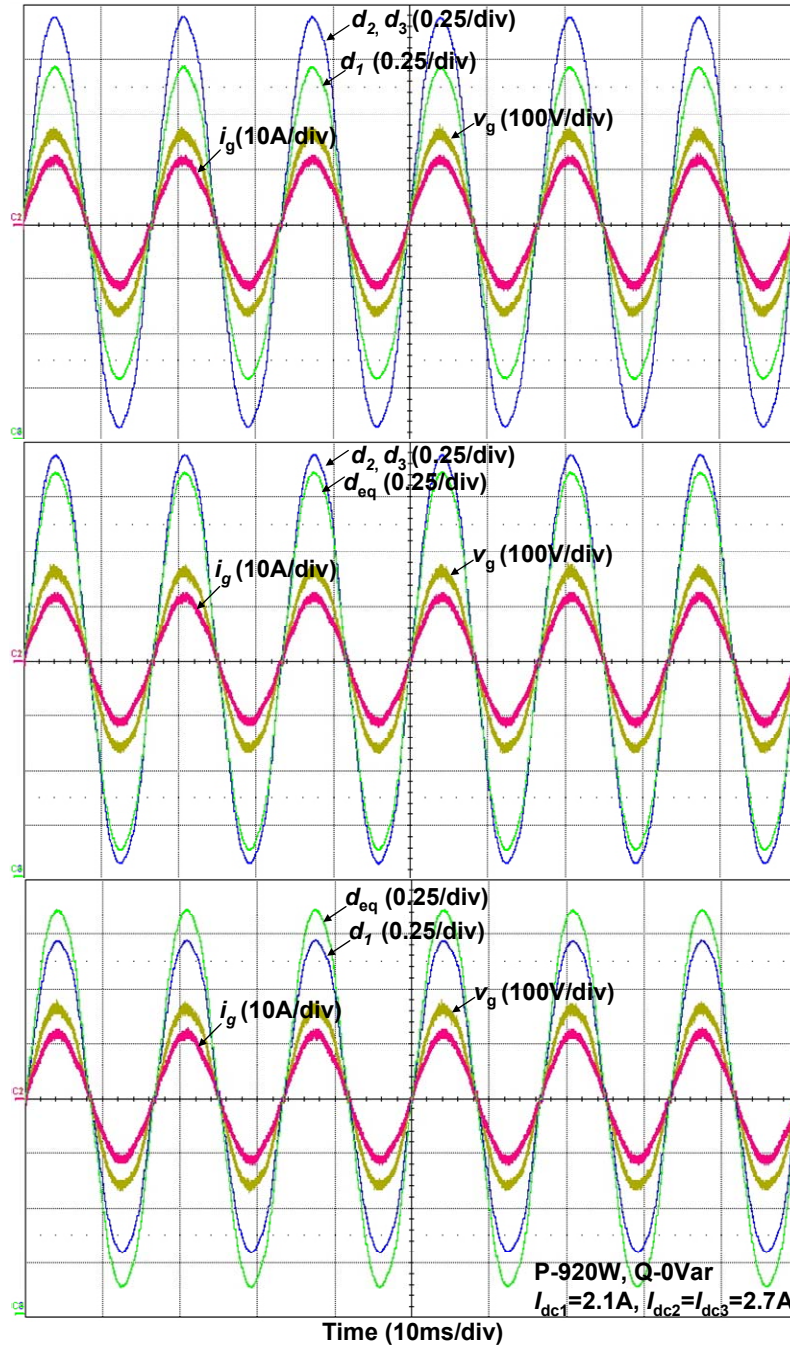 d2, d3 (0.25/div)
d1 (0.25/div)
vg (100V/div)
ig (10A/div)
C2
d2, d3 (0.25/div)
deq (0.25/div)
vg (100V/div)
ig (10A/div)
C2
deq (0.25/div)
d1 (0.25/div)
ig (10A/div)
vg (100V/div)
C2
P-920W, Q-0Var
Idc1=2.1A, Idc2=Idc3=2.7A
Time (10ms/div)